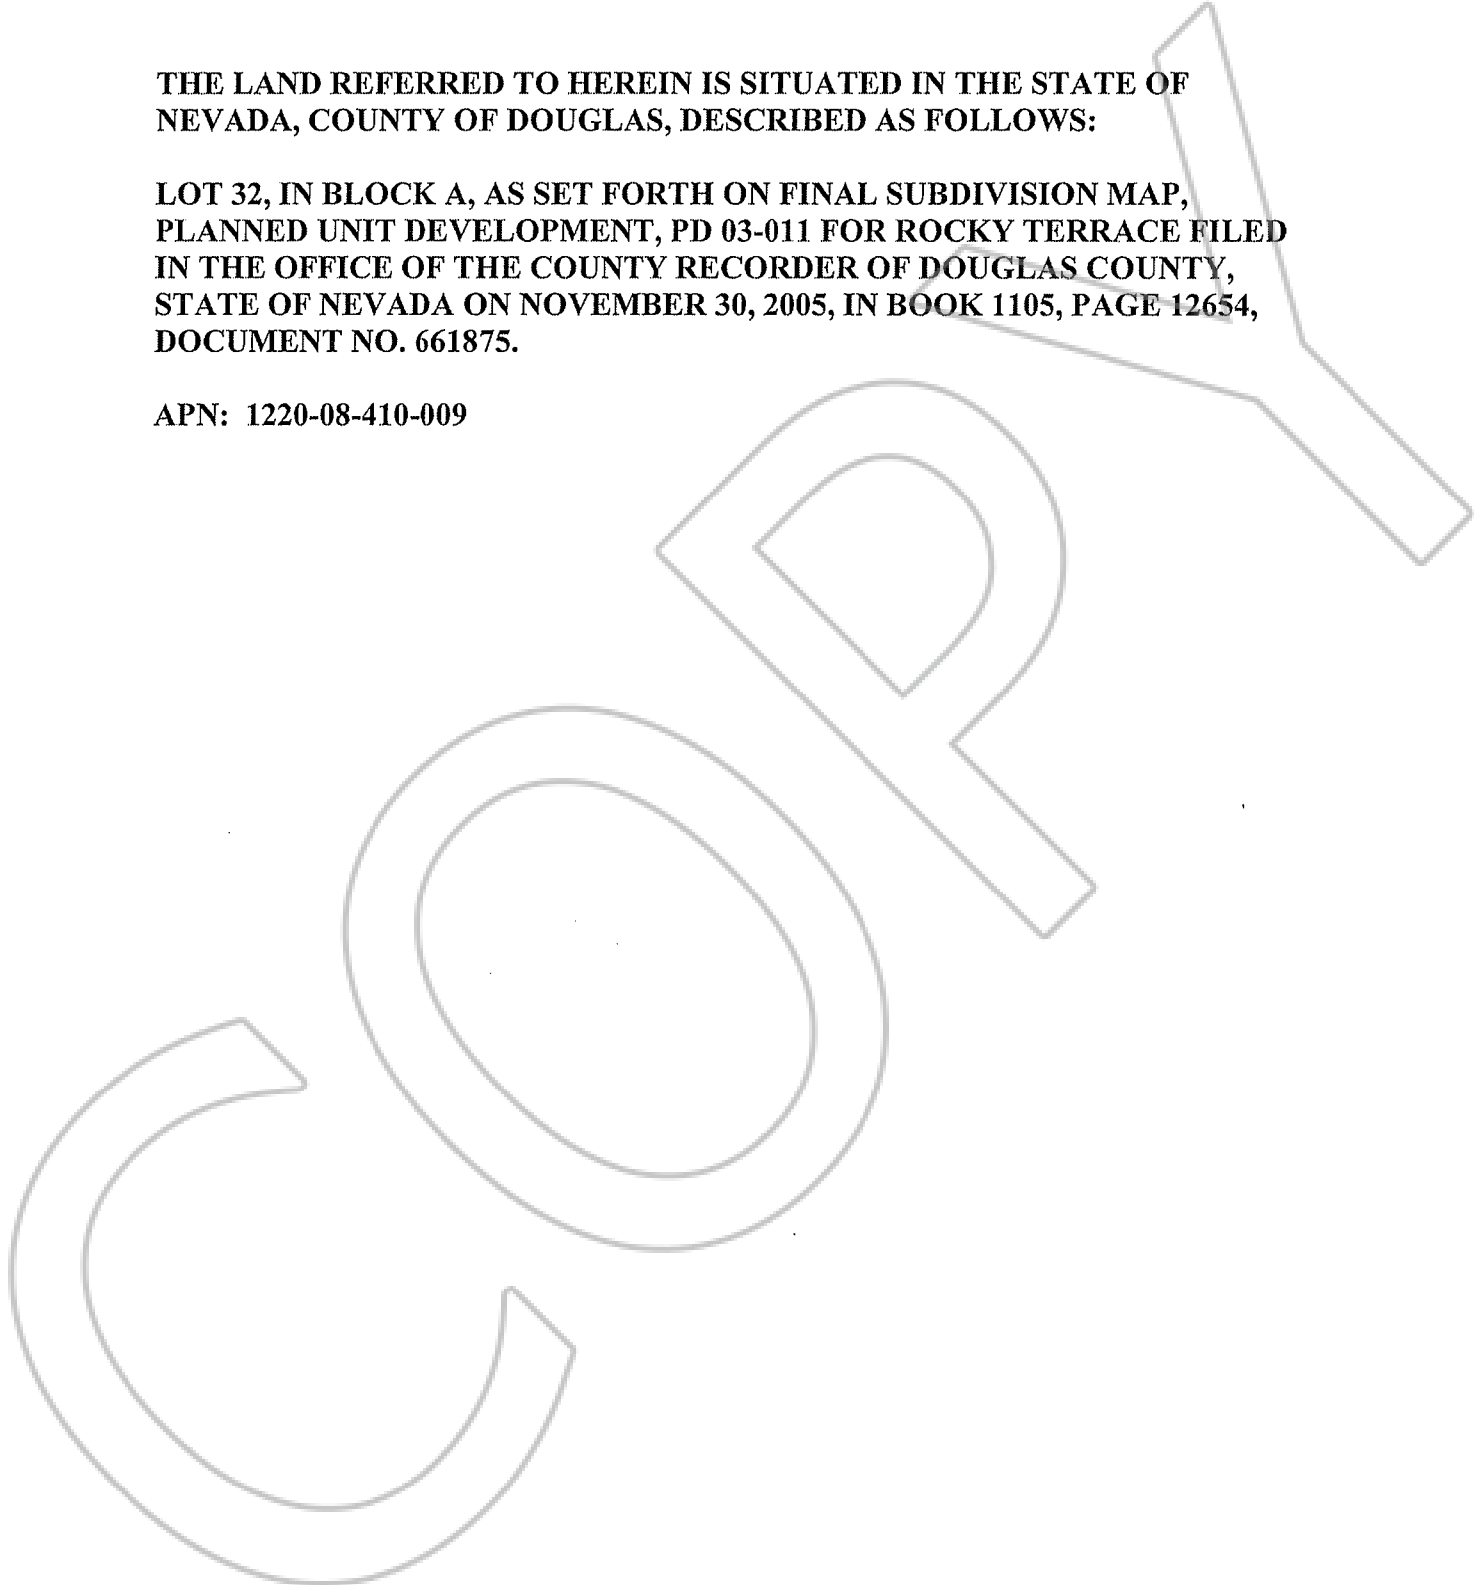 THE LAND REFERRED TO HEREIN IS SITUATED IN THE STATE OF
NEVADA, COUNTY OF DOUGLAS, DESCRIBED AS FOLLOWS:
LOT 32, IN BLOCK A, AS SET FORTH ON FINAL SUBDIVISION MAP,
PLANNED UNIT DEVELOPMENT, PD 03-011 FOR ROCKY TERRACE FILED
IN THE OFFICE OF THE COUNTY RECORDER OF DOUGLAS COUNTY,
STATE OF NEVADA ON NOVEMBER 30, 2005, IN BOOK 1105, PAGE 12654,
DOCUMENT NO. 661875.
APN: 1220-08-410-009
COPY